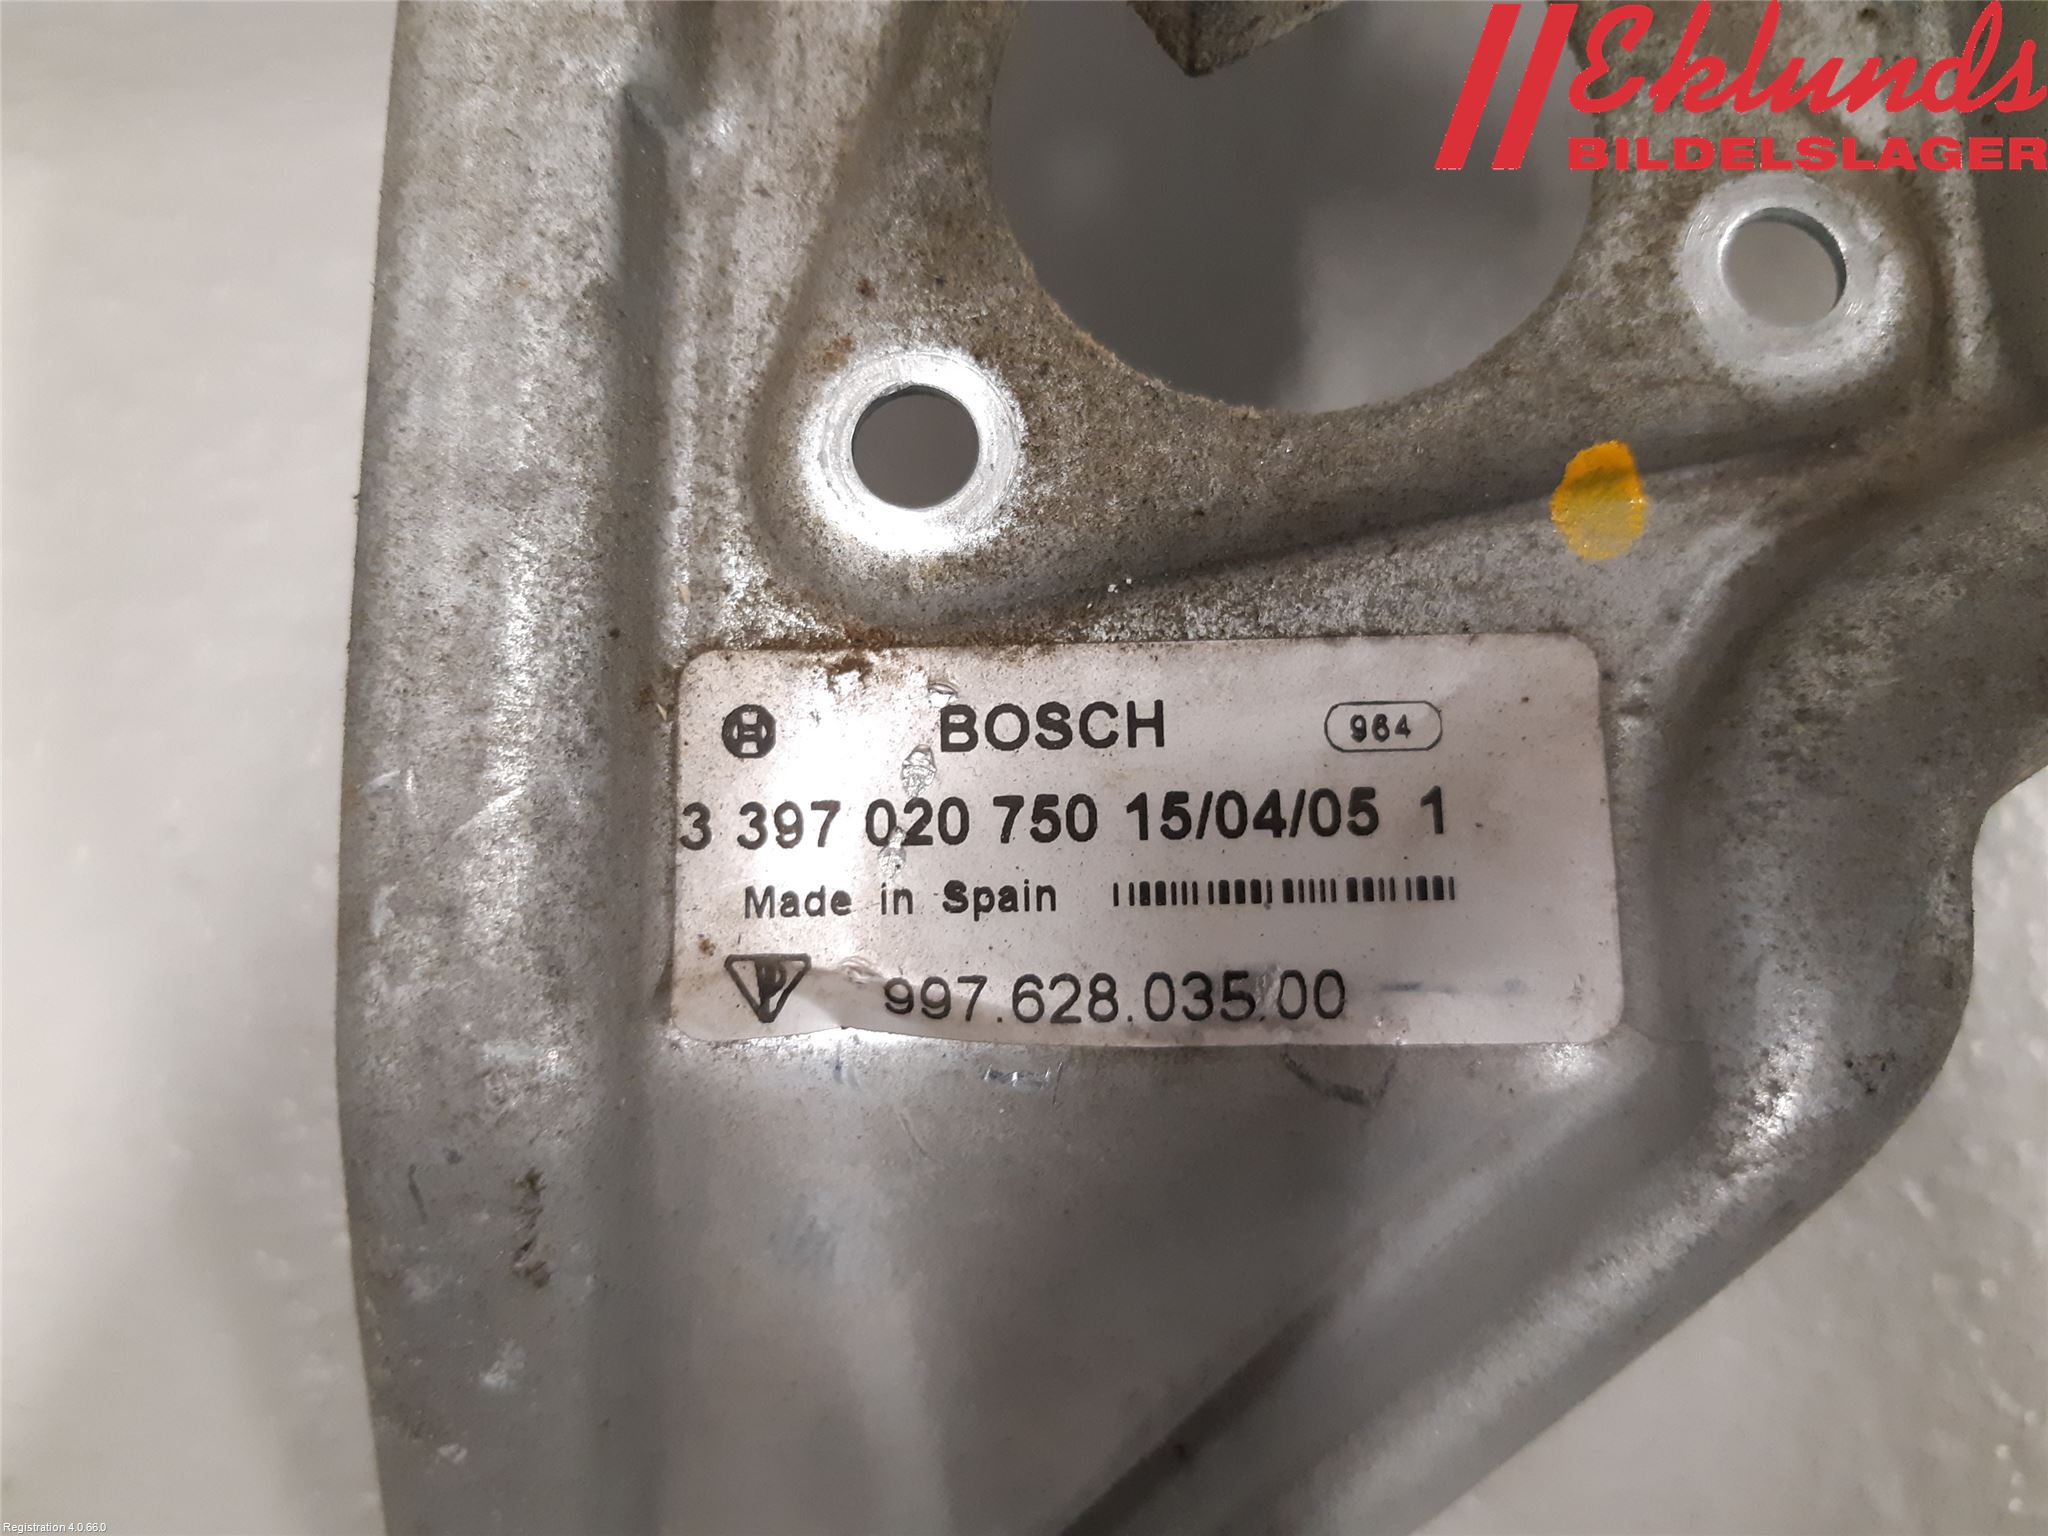 Eklunds
BILDELSLAGER
BOSCH 964
3 397 020 750 15/04/05 1
Made in Spain
997.628.035.00
Registration 4.0.66.0